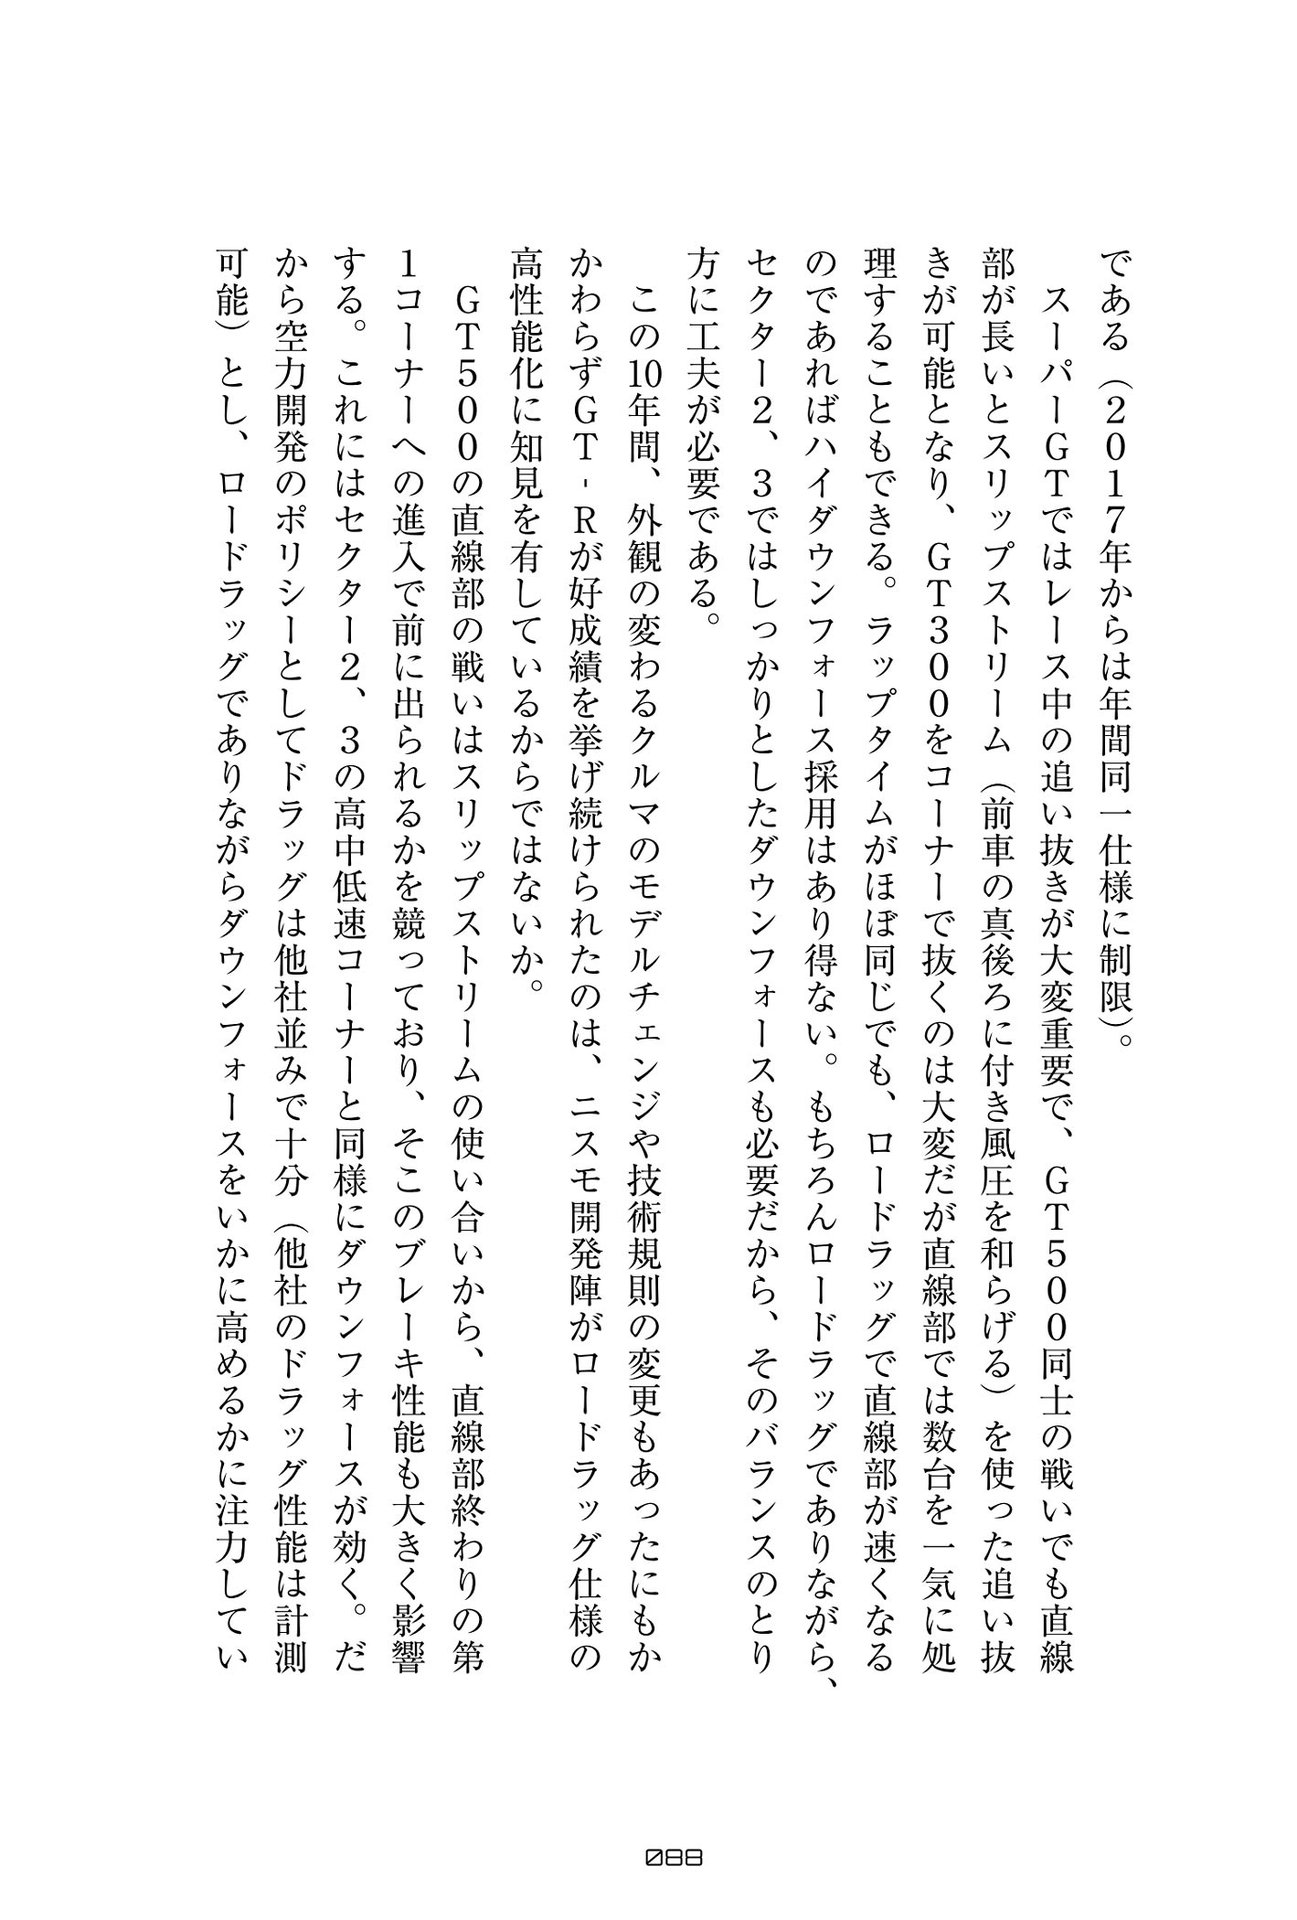 である（２０１７年からは年間同一仕様に制限）。
　スーパーＧＴではレース中の追い抜きが大変重要で、ＧＴ５００同士の戦いでも直線
部が長いとスリップストリーム（前車の真後ろに付き風圧を和らげる）を使った追い抜
きが可能となり、ＧＴ３００をコーナーで抜くのは大変だが直線部では数台を一気に処
理することもできる。ラップタイムがほぼ同じでも、ロードラッグで直線部が速くなる
のであればハイダウンフォース採用はあり得ない。もちろんロードラッグでありながら、
セクター２、３ではしっかりとしたダウンフォースも必要だから、そのバランスのとり
方に工夫が必要である。
　この10年間、外観の変わるクルマのモデルチェンジや技術規則の変更もあったにもか
かわらずＧＴ‐Ｒが好成績を挙げ続けられたのは、ニスモ開発陣がロードラッグ仕様の
高性能化に知見を有しているからではないか。
　ＧＴ５００の直線部の戦いはスリップストリームの使い合いから、直線部終わりの第
１コーナーへの進入で前に出られるかを競っており、そこのブレーキ性能も大きく影響
する。これにはセクター２、３の高中低速コーナーと同様にダウンフォースが効く。だ
から空力開発のポリシーとしてドラッグは他社並みで十分（他社のドラッグ性能は計測
可能）とし、ロードラッグでありながらダウンフォースをいかに高めるかに注力してい
088